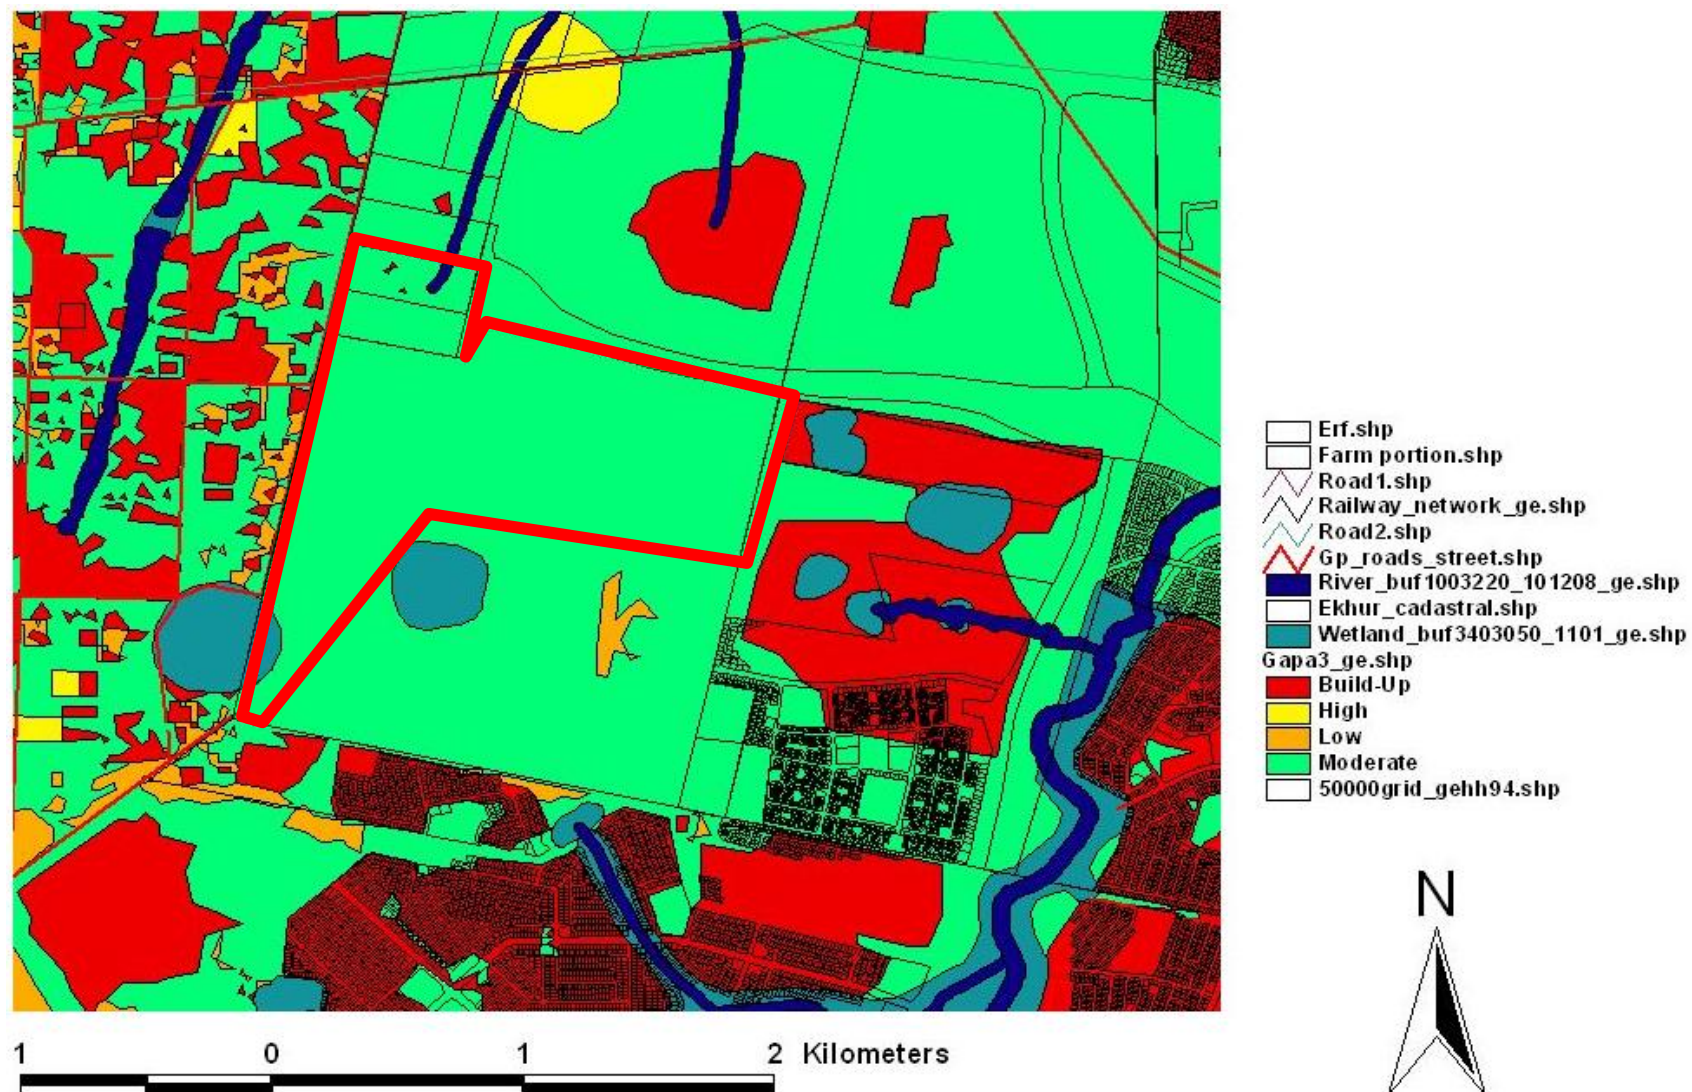 Erf.shp
Farm portion.shp
Road1.shp
Railway_network_ge.shp
Road2.shp
Gp_roads_street.shp
River_buf1003220_101208_ge.shp
Ekhur_cadastral.shp
Wetland_buf3403050_1101_ge.shp
Gapa3_ge.shp
Build-Up
High
Low
Moderate
50000grid_gehh94.shp
N
1 0 1 2 Kilometers